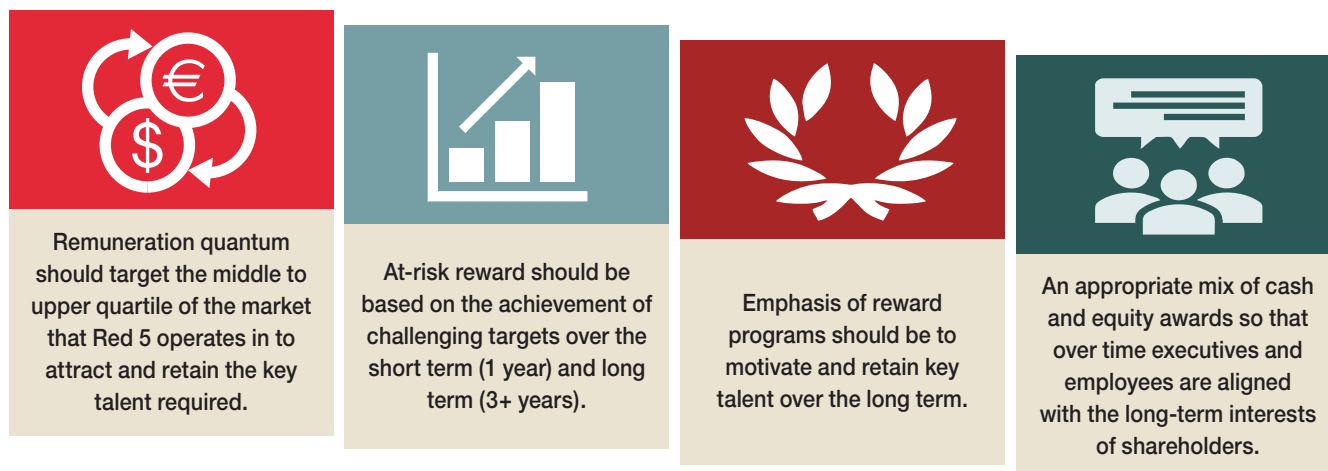 €
$
Remuneration quantum
should target the middle to
upper quartile of the market
that Red 5 operates in to
attract and retain the key
talent required.
At-risk reward should be
based on the achievement of
challenging targets over the
short term (1 year) and long
term (3+ years).
Emphasis of reward
programs should be to
motivate and retain key
talent over the long term.
An appropriate mix of cash
and equity awards so that
over time executives and
employees are aligned
with the long-term interests
of shareholders.